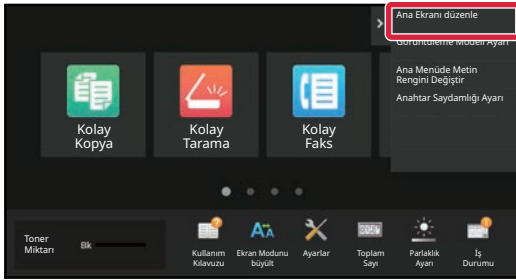 Ana Ekranı düzenle
Görüntüleme Modeli Ayarı
Ana Menüde Metin
Rengini Değiştir
Anahtar Saydamlığı Ayarı
Kolay
Kopya
Kolay
Tarama
Kolay
Faks
Toner
Miktarı
Bk
Kullanım
Kılavuzu
Ekran Modunu
büyült
Ayarlar
Toplam
Sayı
Parlaklık
Ayarı
İş
Durumu